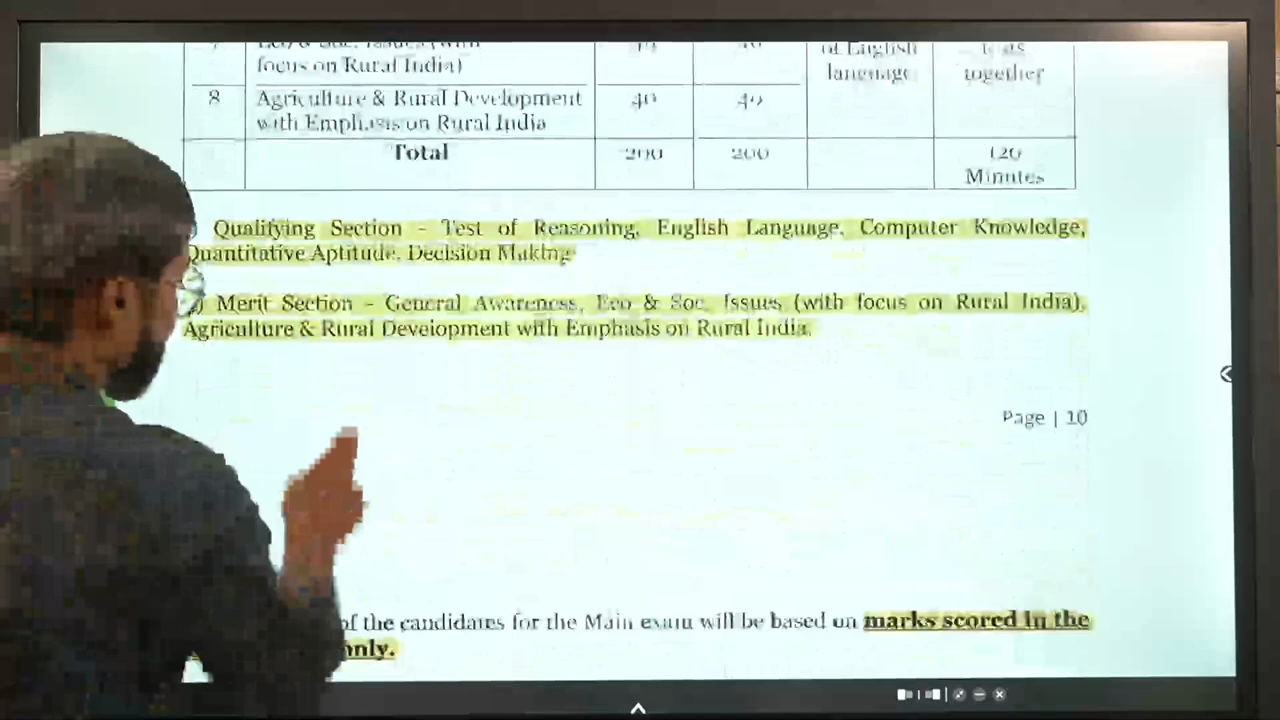 focus on Rural India)
of English
language
together
8 Agriculture & Rural Development with Emphasis on Rural India 40 40
Total 200 200 120 Minutes
Qualifying Section - Test of Reasoning, English Language, Computer Knowledge,
Quantitative Aptitude, Decision Making
Merit Section - General Awareness, Eco & Soc. Issues (with focus on Rural India),
Agriculture & Rural Development with Emphasis on Rural India.
Page | 10
of the candidates for the Main exam will be based on marks scored in the
only.